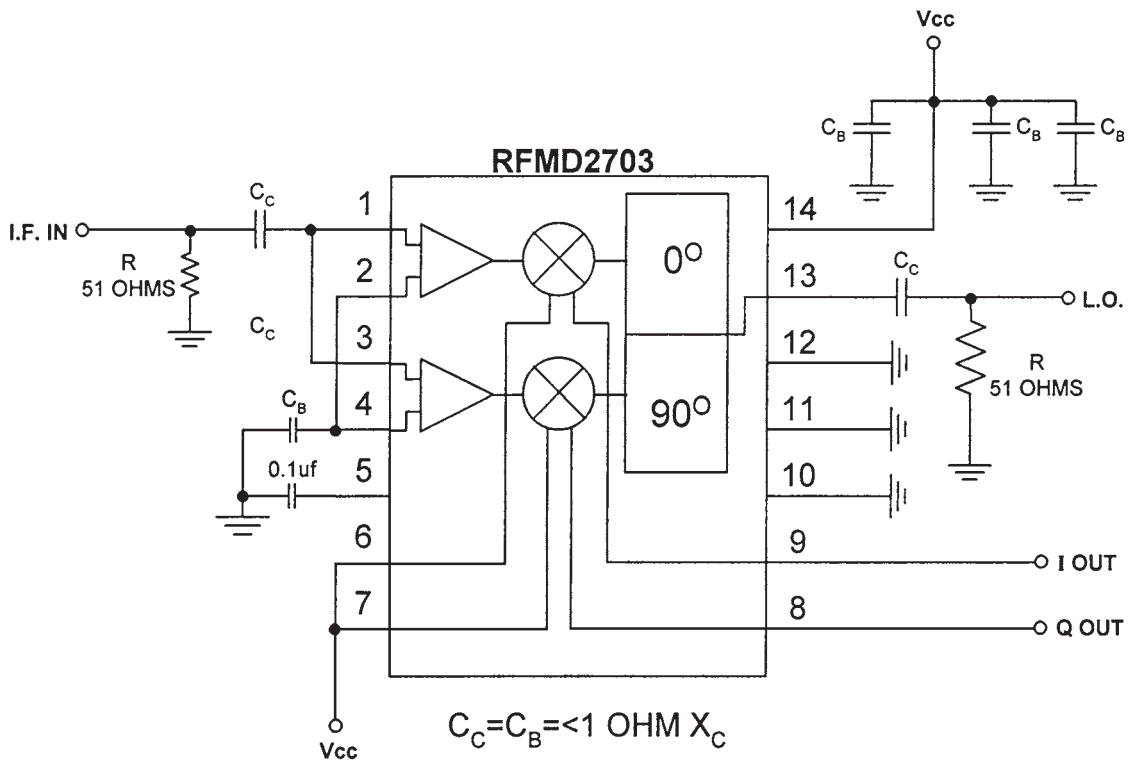 Vcc
C_B
C_B
C_B
RFMD2703
C_C
1
14
I.F. IN
R
51 OHMS
2
0°
13
C_C
L.O.
C_C
3
12
R
51 OHMS
C_B
4
90°
11
0.1uf
5
10
6
9
I OUT
7
8
Q OUT
Vcc
C_C=C_B=<1 OHM X_C